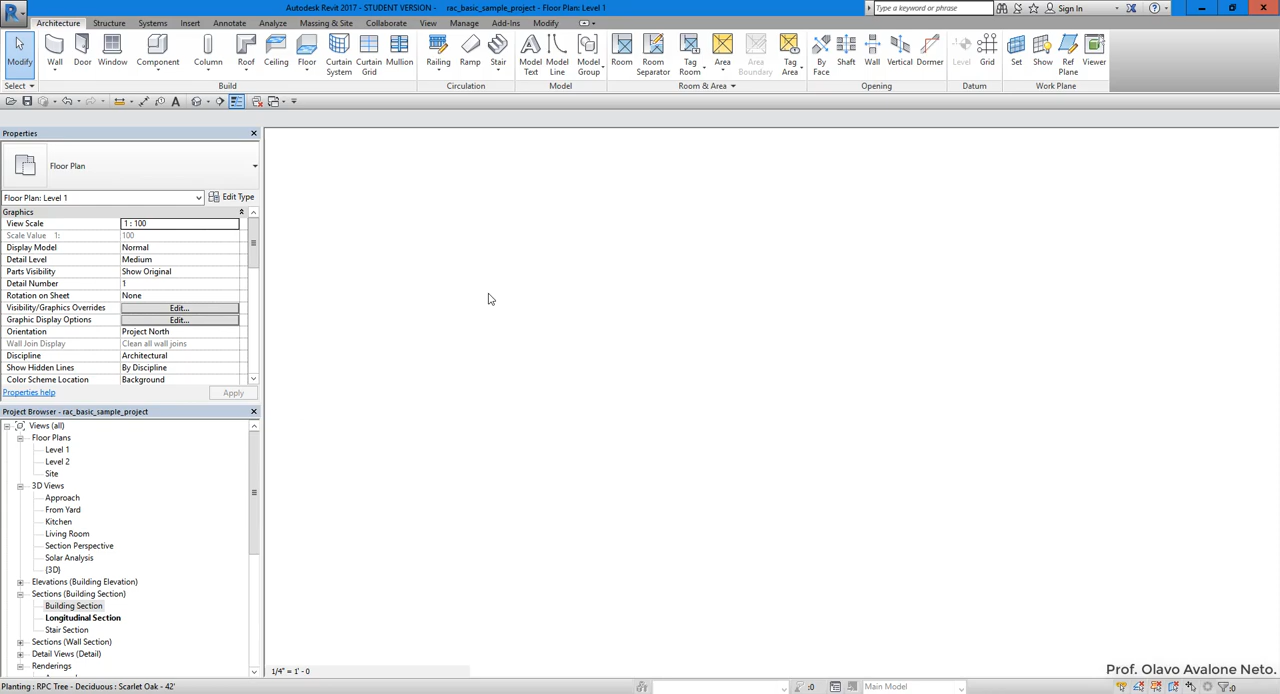 Autodesk Revit 2017 - STUDENT VERSION - rac_basic_sample_project - Floor Plan: Level 1
Type a keyword or phrase
Sign In
Architecture Structure Systems Insert Annotate Analyze Massing & Site Collaborate View Manage Add-Ins Modify
Modify Wall Door Window Component Column Roof Ceiling Floor Curtain System Curtain Grid Mullion Railing Ramp Stair Model Text Model Line Model Group Room Room Separator Tag Room Area Area Boundary Tag Area By Face Shaft Wall Vertical Dormer Level Grid Set Show Ref Plane Viewer
Select Build Circulation Model Room & Area Opening Datum Work Plane
Properties
Floor Plan
Floor Plan: Level 1 Edit Type
Graphics
View Scale 1 : 100
Scale Value 1: 100
Display Model Normal
Detail Level Medium
Parts Visibility Show Original
Detail Number 1
Rotation on Sheet None
Visibility/Graphics Overrides Edit...
Graphic Display Options Edit...
Orientation Project North
Wall Join Display Clean all wall joins
Discipline Architectural
Show Hidden Lines By Discipline
Color Scheme Location Background
Properties help Apply
Project Browser - rac_basic_sample_project
Views (all)
Floor Plans
Level 1
Level 2
Site
3D Views
Approach
From Yard
Kitchen
Living Room
Section Perspective
Solar Analysis
{3D}
Elevations (Building Elevation)
Sections (Building Section)
Building Section
Longitudinal Section
Stair Section
Sections (Wall Section)
Detail Views (Detail)
Renderings
1/4" = 1' - 0
Prof. Olavo Avalone Neto.
Planting : RPC Tree - Deciduous : Scarlet Oak - 42'
:0
Main Model
:0